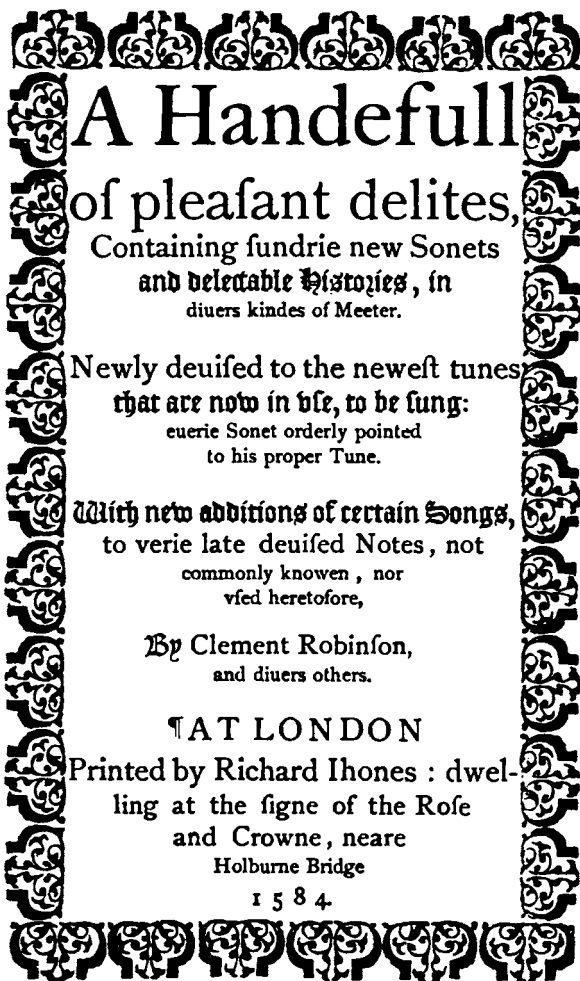 A Handefull
of pleaſant delites,
Containing ſundrie new Sonets
and delectable Hiſtories, in
diuers kindes of Meeter.
Newly deuiſed to the neweſt tunes
that are now in vſe, to be ſung:
euerie Sonet orderly pointed
to his proper Tune.
With new additions of certain Songs,
to verie late deuiſed Notes, not
commonly knowen, nor
vſed heretofore,
By Clement Robinſon,
and diuers others.
¶AT LONDON
Printed by Richard Ihones : dwel-
ling at the ſigne of the Roſe
and Crowne, neare
Holburne Bridge
1584.